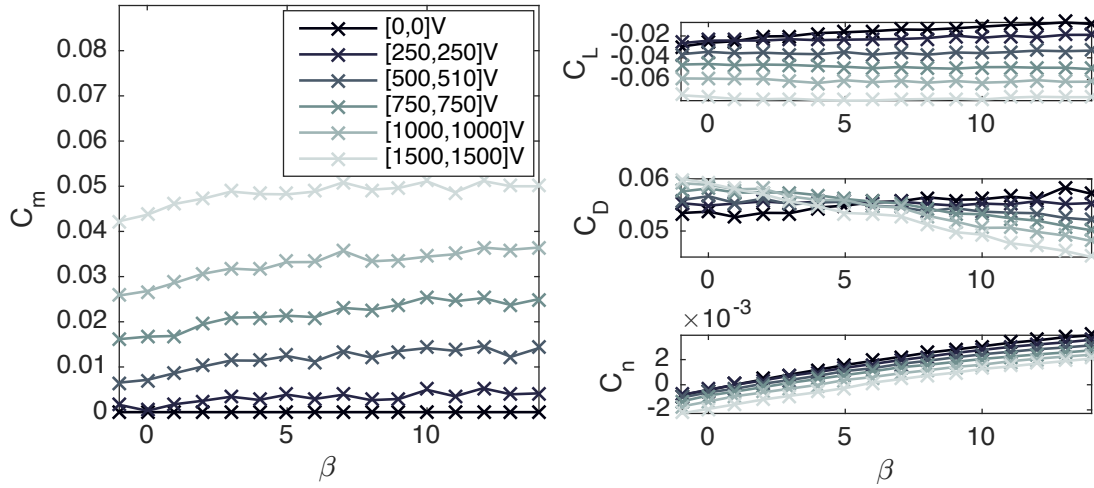 C_m
0.08
0.07
0.06
0.05
0.04
0.03
0.02
0.01
0
0
5
10
β
[0,0]V
[250,250]V
[500,510]V
[750,750]V
[1000,1000]V
[1500,1500]V
C_L
-0.02
-0.04
-0.06
0
5
10
C_D
0.06
0.05
0
5
10
×10^-3
C_n
2
0
-2
0
5
10
β